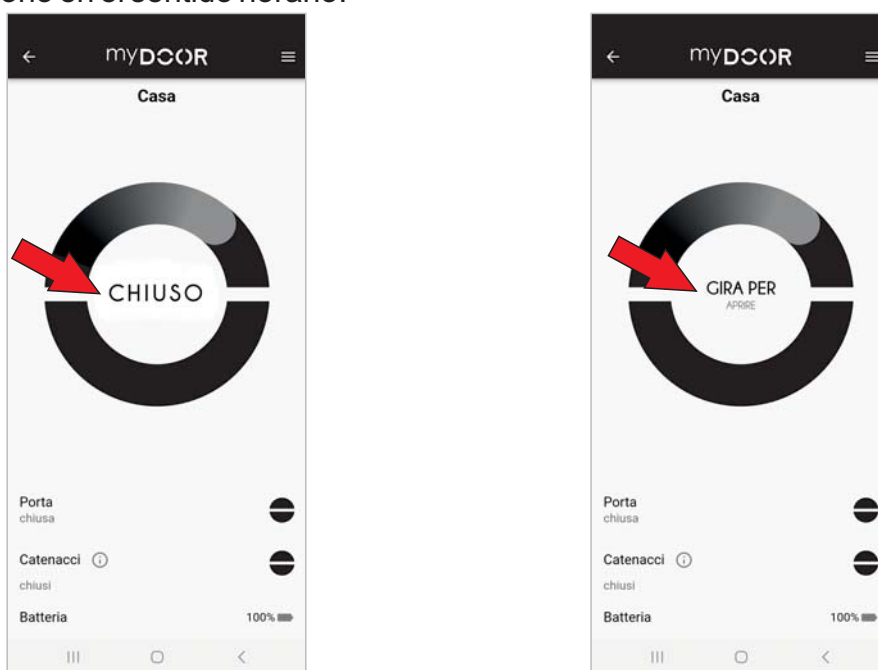 en el sentido horario.
myDOOR
Casa
CHIUSO
Porta
chiusa
Catenacci
chiusi
Batteria
100%
myDOOR
Casa
GIRA PER
APRIRE
Porta
chiusa
Catenacci
chiusi
Batteria
100%